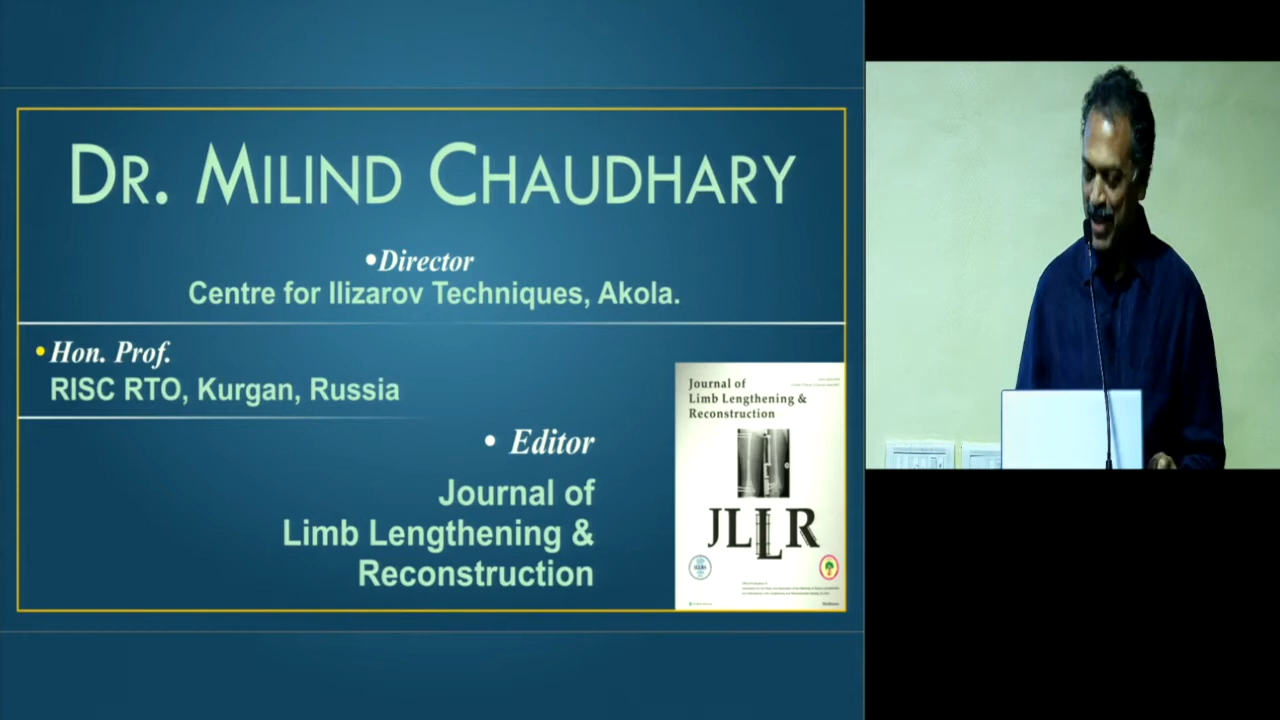 DR. MILIND CHAUDHARY
•Director
Centre for Ilizarov Techniques, Akola.
•Hon. Prof.
RISC RTO, Kurgan, Russia
• Editor
Journal of
Limb Lengthening &
Reconstruction
Journal of
Limb Lengthening &
Reconstruction
JLLR